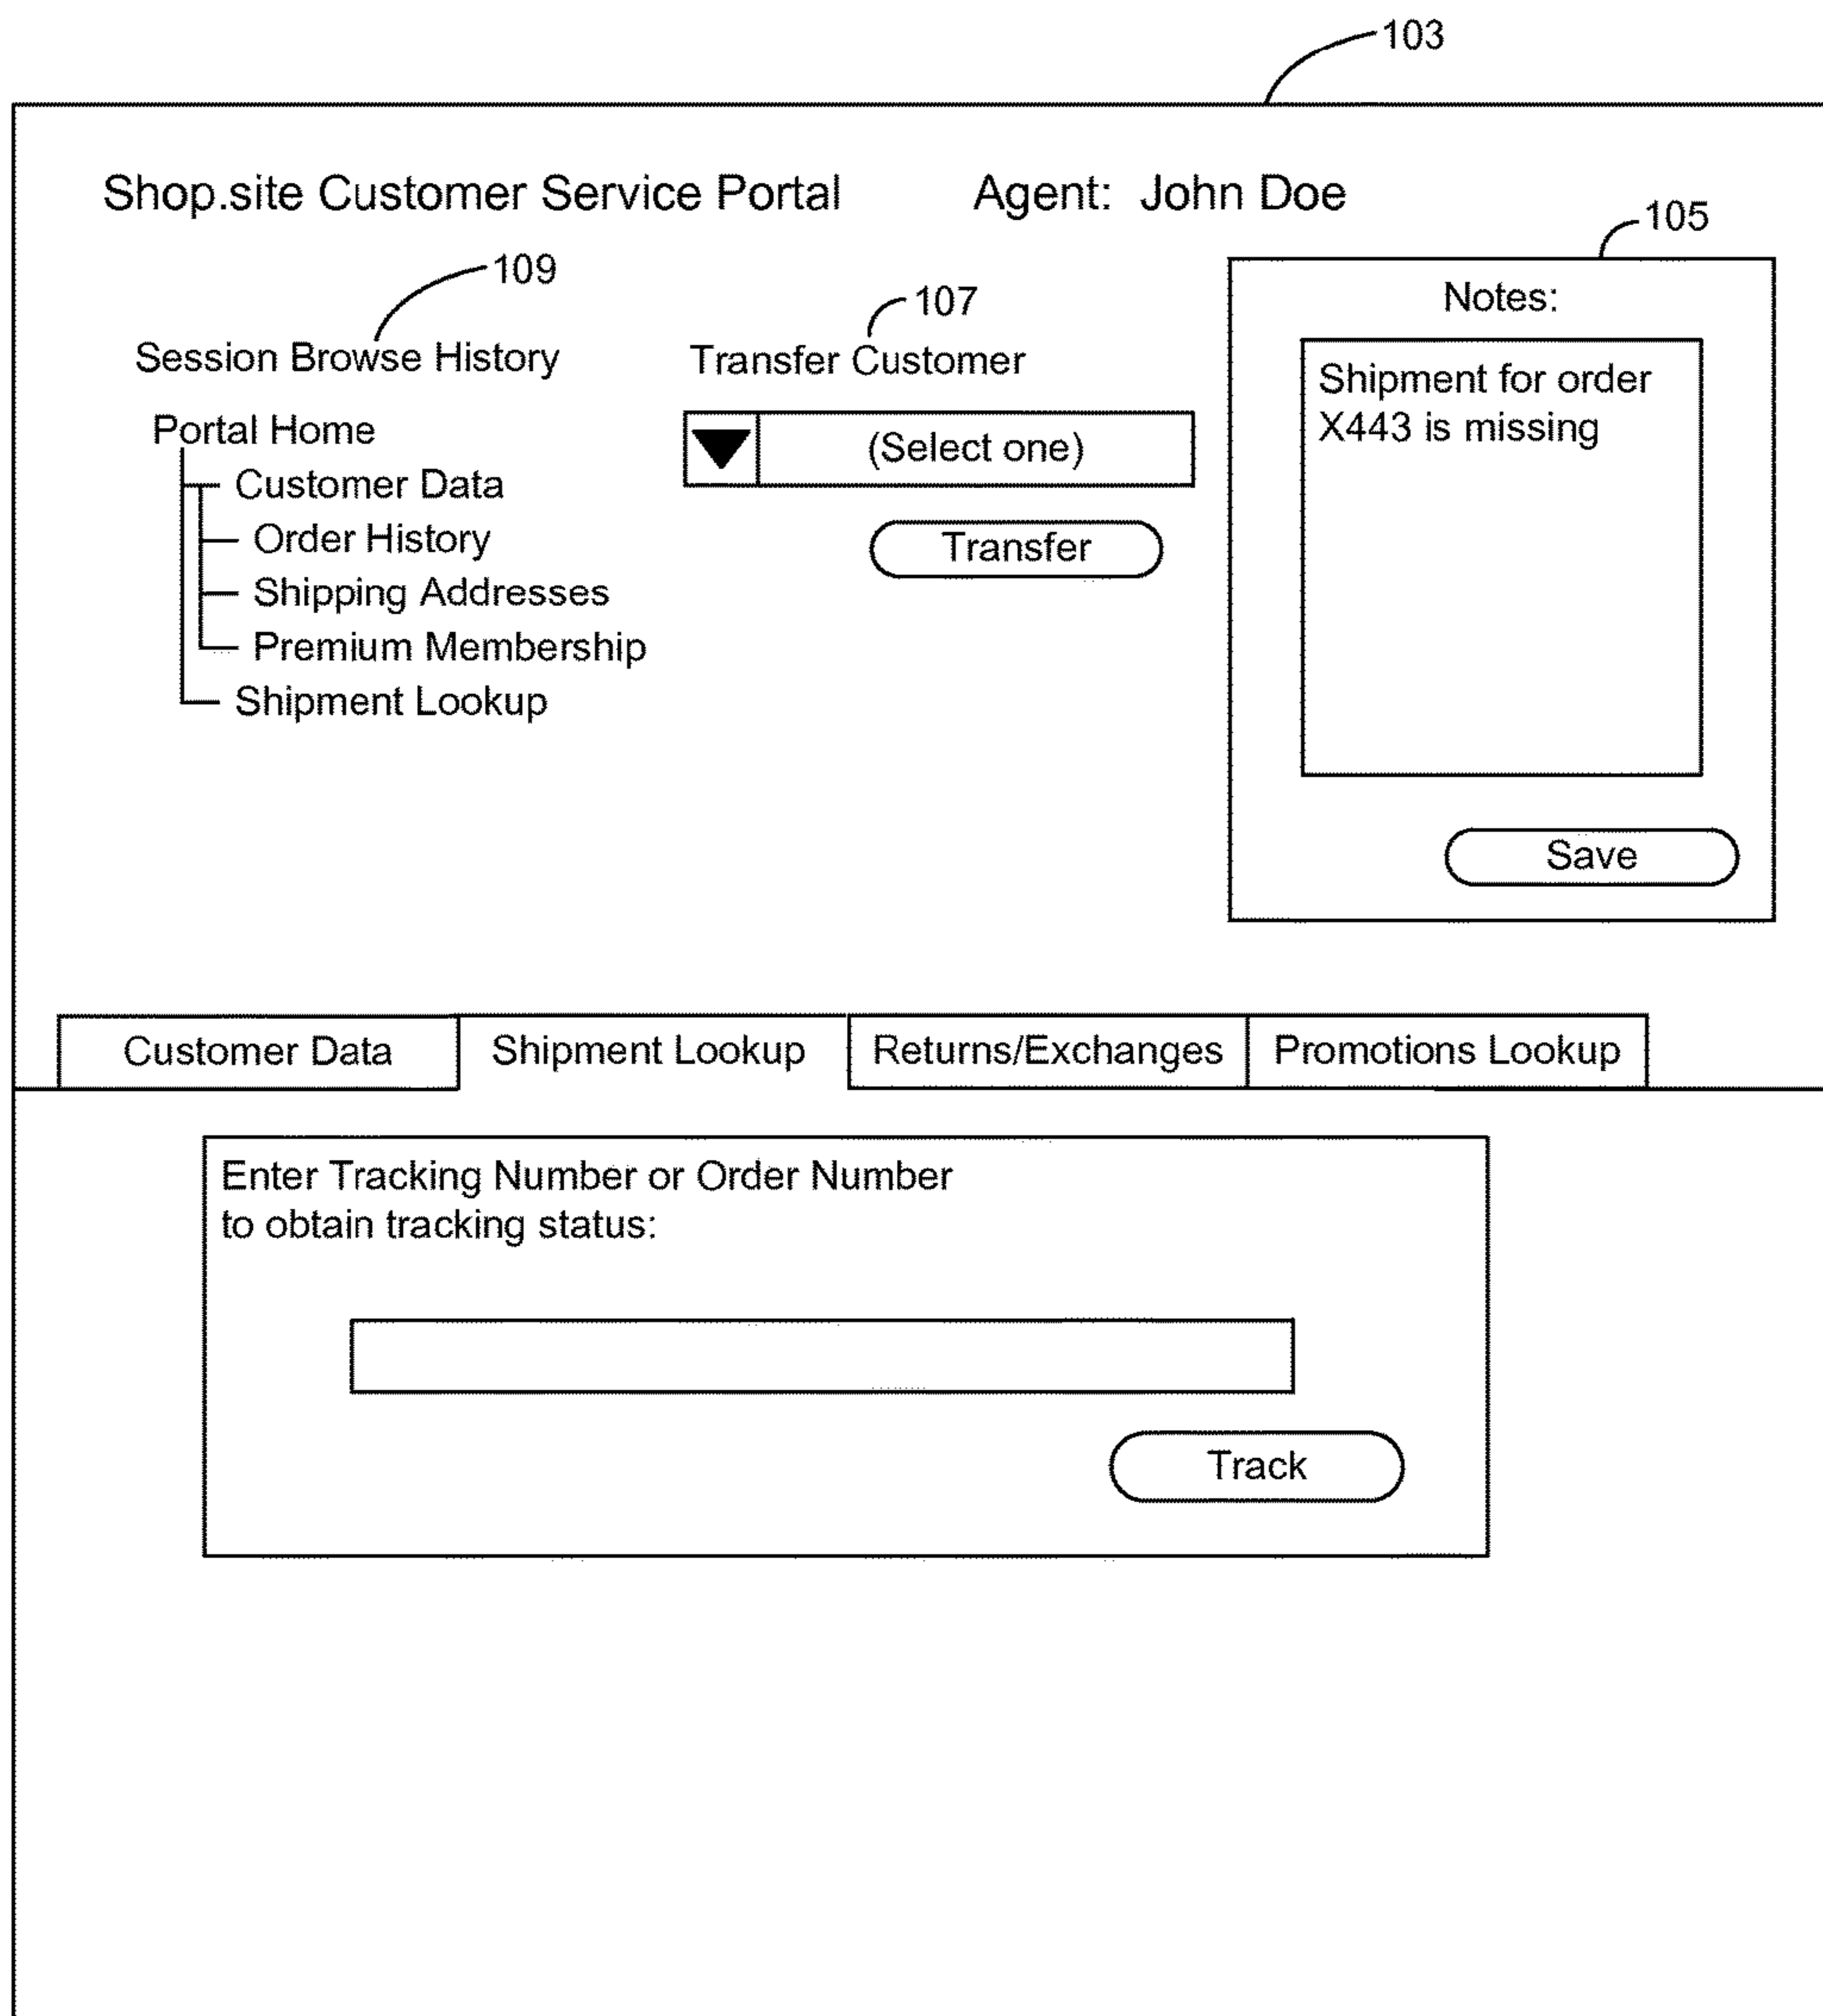 103
Shop.site Customer Service Portal
Agent: John Doe
105
109
107
Session Browse History
Portal Home
Customer Data
Order History
Shipping Addresses
Premium Membership
Shipment Lookup
Transfer Customer
(Select one)
Transfer
Notes:
Shipment for order
X443 is missing
Save
Customer Data
Shipment Lookup
Returns/Exchanges
Promotions Lookup
Enter Tracking Number or Order Number
to obtain tracking status:
Track